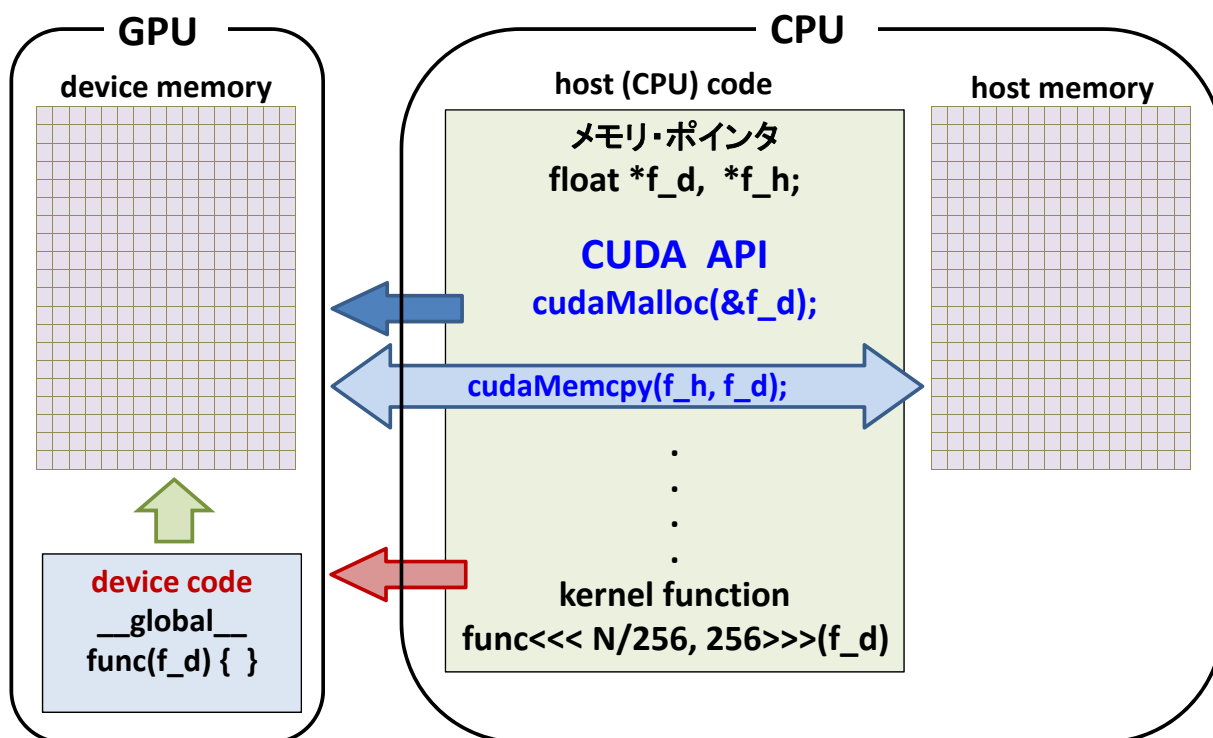 GPU
device memory
device code
__global__
func(f_d) { }
CPU
host (CPU) code
メモリ・ポインタ
float *f_d, *f_h;
CUDA API
cudaMalloc(&f_d);
cudaMemcpy(f_h, f_d);
.
.
.
.
kernel function
func<<< N/256, 256>>>(f_d)
host memory